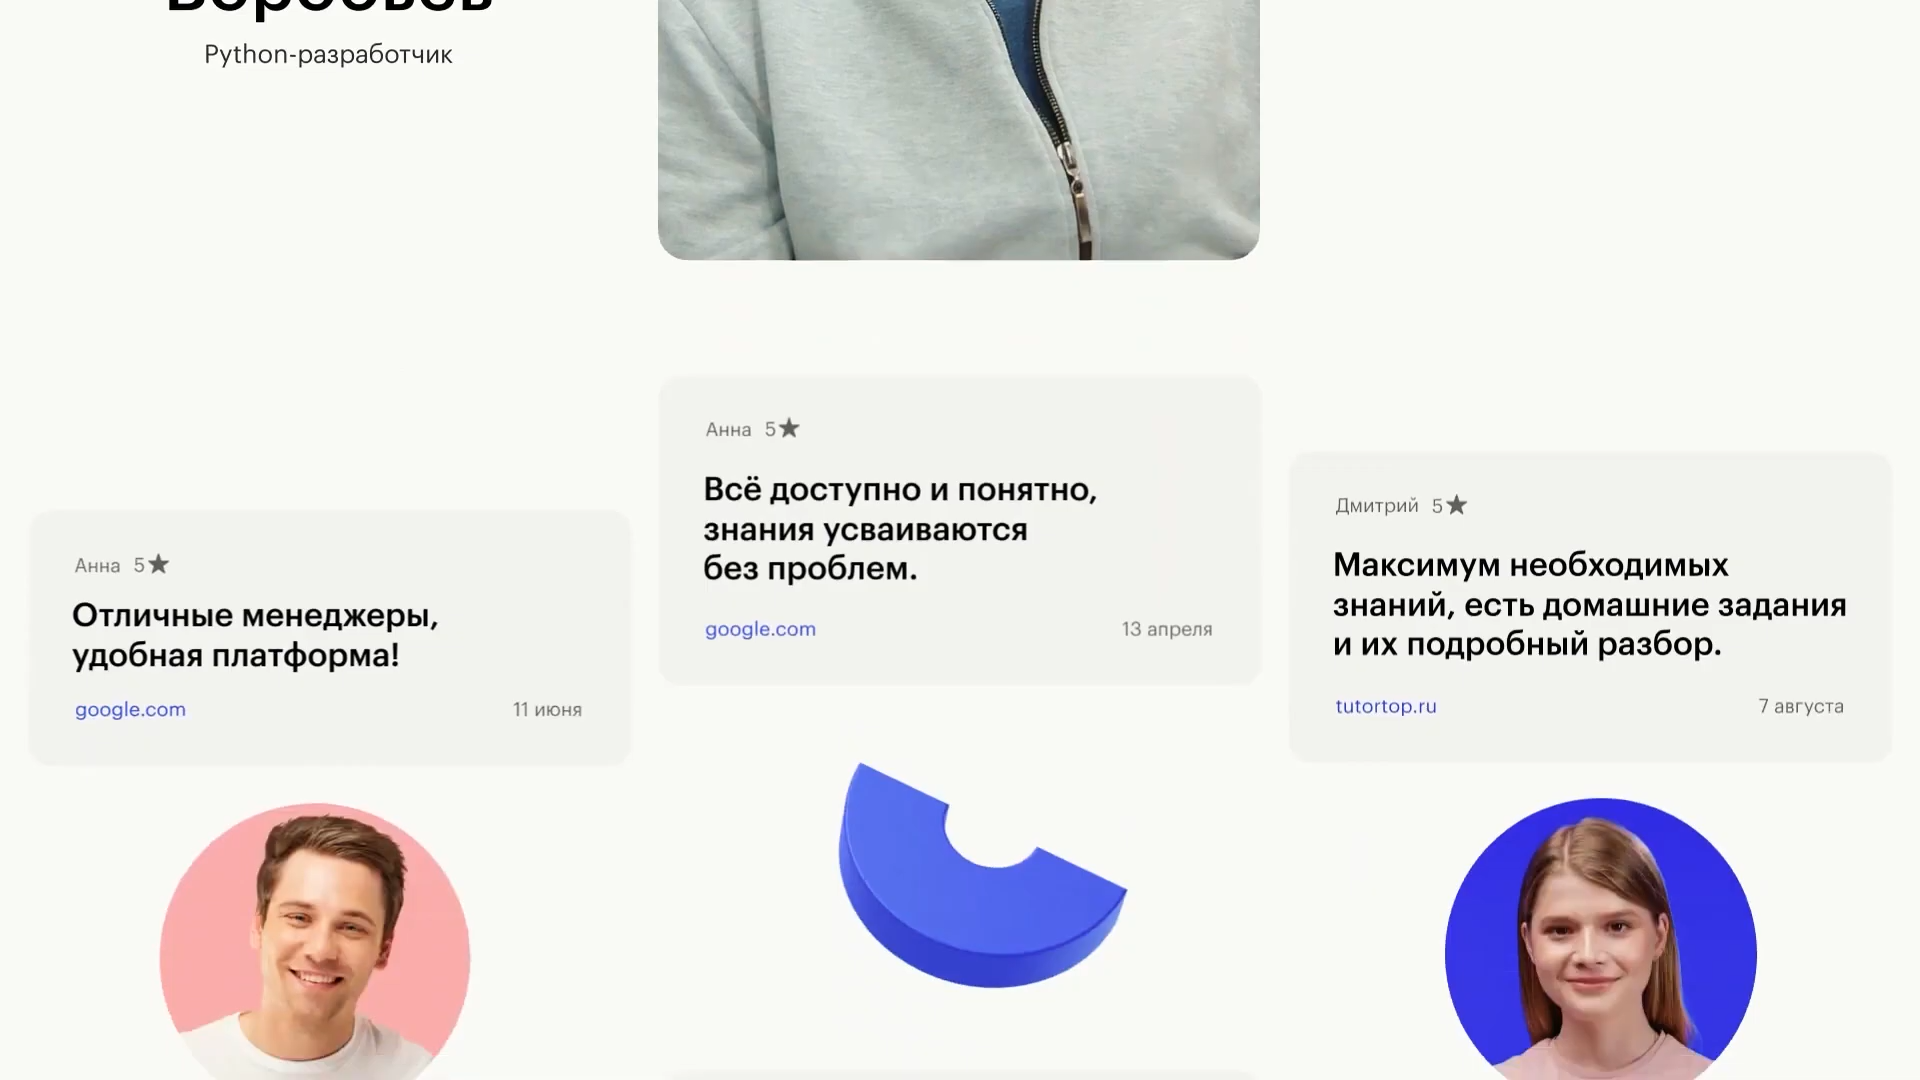 Python-разработчик
Анна 5★
Всё доступно и понятно,
знания усваиваются
без проблем.
google.com 13 апреля
Дмитрий 5★
Максимум необходимых
знаний, есть домашние задания
и их подробный разбор.
tutortop.ru 7 августа
Анна 5★
Отличные менеджеры,
удобная платформа!
google.com 11 июня